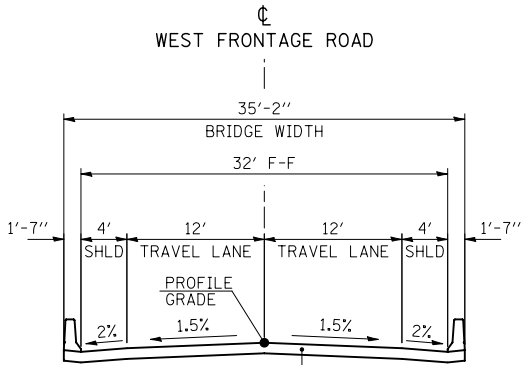 ℄
WEST FRONTAGE ROAD
35'-2"
BRIDGE WIDTH
32' F-F
1'-7" 4' 12' 12' 4' 1'-7"
SHLD TRAVEL LANE TRAVEL LANE SHLD
PROFILE
GRADE
2% 1.5% 1.5% 2%